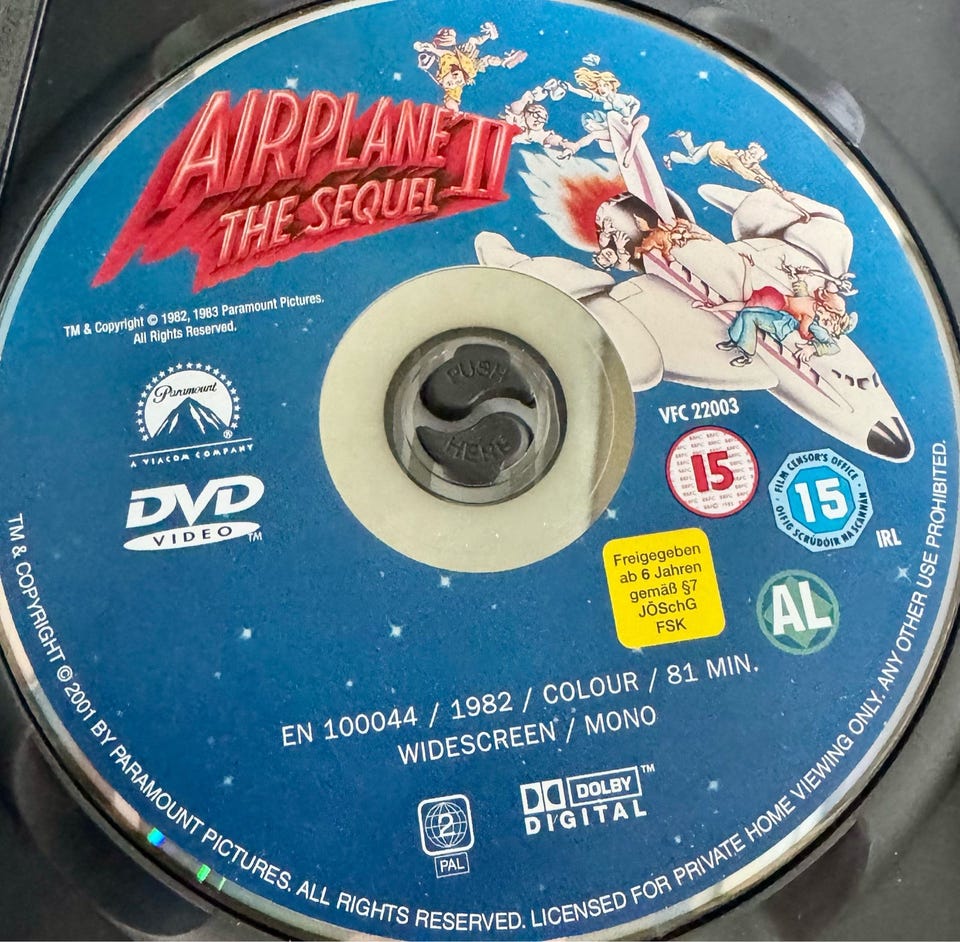 AIRPLANE II
THE SEQUEL
TM & Copyright © 1982, 1983 Paramount Pictures.
All Rights Reserved.
Paramount
®
A VIACOM COMPANY
DVD
VIDEO ™
PUSH
HERE
VFC 22003
15
FILM CENSOR'S OFFICE
15
OIFIG SCRÚDÓIR NA SCANNÁN
IRL
Freigegeben
ab 6 Jahren
gemäß §7
JÖSchG
FSK
AL
EN 100044 / 1982 / COLOUR / 81 MIN.
WIDESCREEN / MONO
2
PAL
DOLBY ™
DIGITAL
TM & COPYRIGHT © 2001 BY PARAMOUNT PICTURES. ALL RIGHTS RESERVED. LICENSED FOR PRIVATE HOME VIEWING ONLY. ANY OTHER USE PROHIBITED.